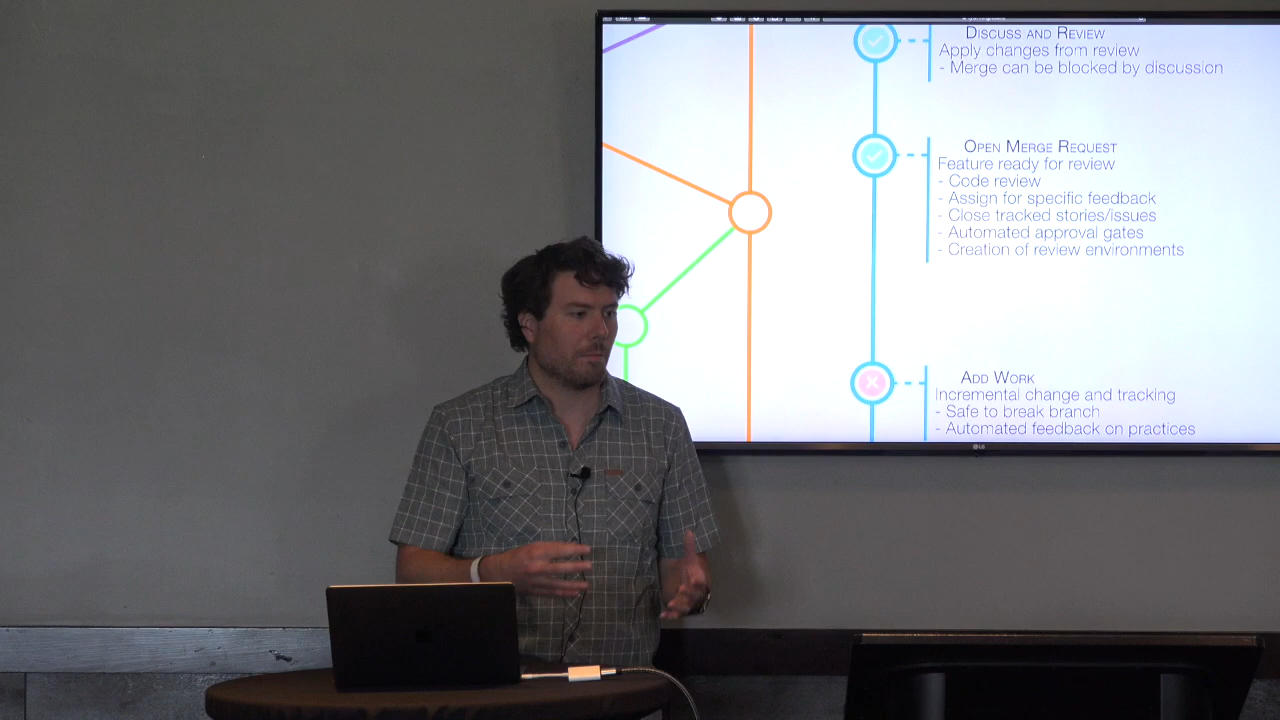 Discuss and Review
Apply changes from review
- Merge can be blocked by discussion
Open Merge Request
Feature ready for review
- Code review
- Assign for specific feedback
- Close tracked stories/issues
- Automated approval gates
- Creation of review environments
Add Work
Incremental change and tracking
- Safe to break branch
- Automated feedback on practices
LG